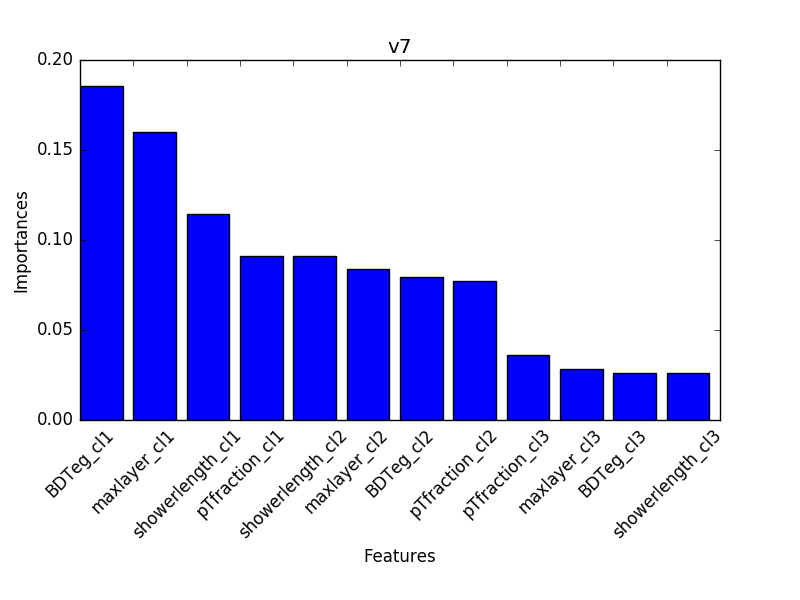 v7
0.20
0.15
0.10
0.05
0.00
Importances
BDTeg_cl1
maxlayer_cl1
showerlength_cl1
pTfraction_cl1
showerlength_cl2
maxlayer_cl2
BDTeg_cl2
pTfraction_cl2
pTfraction_cl3
maxlayer_cl3
BDTeg_cl3
showerlength_cl3
Features